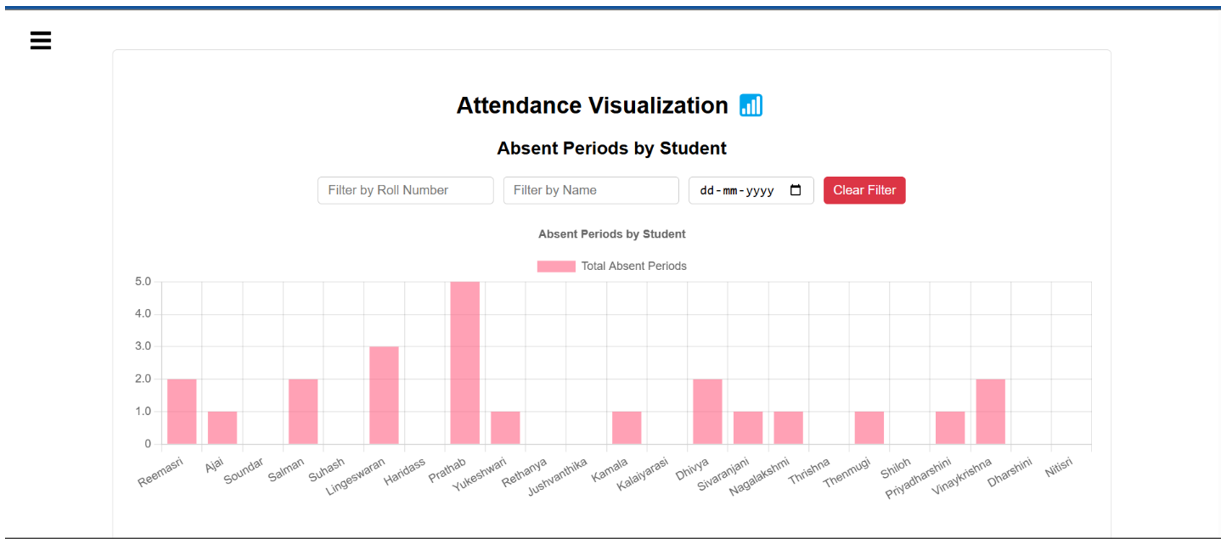 Attendance Visualization
Absent Periods by Student
Filter by Roll Number Filter by Name dd-mm-yyyy Clear Filter
Absent Periods by Student
Total Absent Periods
5.0
4.0
3.0
2.0
1.0
0
Reemasri Ajai Soundar Salman Suhash Lingeswaran Haridass Prathab Yukeshwari Rethanya Jushvanthika Kamala Kalaiyarasi Dhivya Sivaranjani Nagalakshmi Thrishna Thenmugi Shiloh Priyadharshini Vinaykrishna Dharshini Nitisri